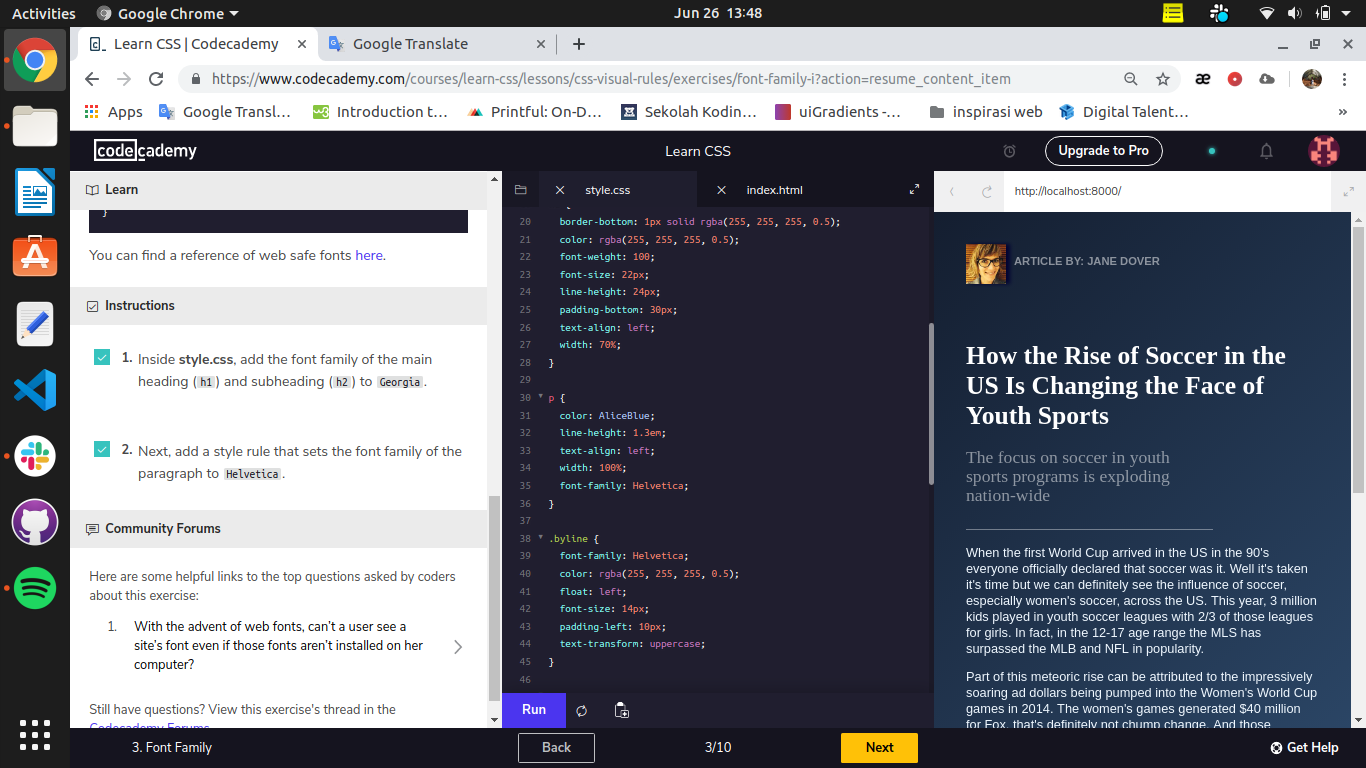 Activities
Google Chrome
Jun 26 13:48
Learn CSS | Codecademy
Google Translate
https://www.codecademy.com/courses/learn-css/lessons/css-visual-rules/exercises/font-family-i?action=resume_content_item
Apps
Google Transl...
Introduction t...
Printful: On-D...
Sekolah Kodin...
uiGradients -...
inspirasi web
Digital Talent...
codecademy
Learn CSS
Upgrade to Pro
Learn
}
You can find a reference of web safe fonts here.
Instructions
1. Inside style.css, add the font family of the main
heading (h1) and subheading (h2) to Georgia.
2. Next, add a style rule that sets the font family of the
paragraph to Helvetica.
Community Forums
Here are some helpful links to the top questions asked by coders
about this exercise:
1. With the advent of web fonts, can't a user see a
site's font even if those fonts aren't installed on her
computer?
Still have questions? View this exercise's thread in the
Codecademy Forums
style.css
index.html
20 border-bottom: 1px solid rgba(255, 255, 255, 0.5);
21 color: rgba(255, 255, 255, 0.5);
22 font-weight: 100;
23 font-size: 22px;
24 line-height: 24px;
25 padding-bottom: 30px;
26 text-align: left;
27 width: 70%;
28 }
29
30 p {
31 color: AliceBlue;
32 line-height: 1.3em;
33 text-align: left;
34 width: 100%;
35 font-family: Helvetica;
36 }
37
38 .byline {
39 font-family: Helvetica;
40 color: rgba(255, 255, 255, 0.5);
41 float: left;
42 font-size: 14px;
43 padding-left: 10px;
44 text-transform: uppercase;
45 }
46
Run
http://localhost:8000/
ARTICLE BY: JANE DOVER
How the Rise of Soccer in the
US Is Changing the Face of
Youth Sports
The focus on soccer in youth
sports programs is exploding
nation-wide
When the first World Cup arrived in the US in the 90's
everyone officially declared that soccer was it. Well it's taken
it's time but we can definitely see the influence of soccer,
especially women's soccer, across the US. This year, 3 million
kids played in youth soccer leagues with 2/3 of those leagues
for girls. In fact, in the 12-17 age range the MLS has
surpassed the MLB and NFL in popularity.
Part of this meteoric rise can be attributed to the impressively
soaring ad dollars being pumped into the Women's World Cup
games in 2014. The women's games generated $40 million
for Fox, that's definitely not chump change. And those
3. Font Family
Back
3/10
Next
Get Help